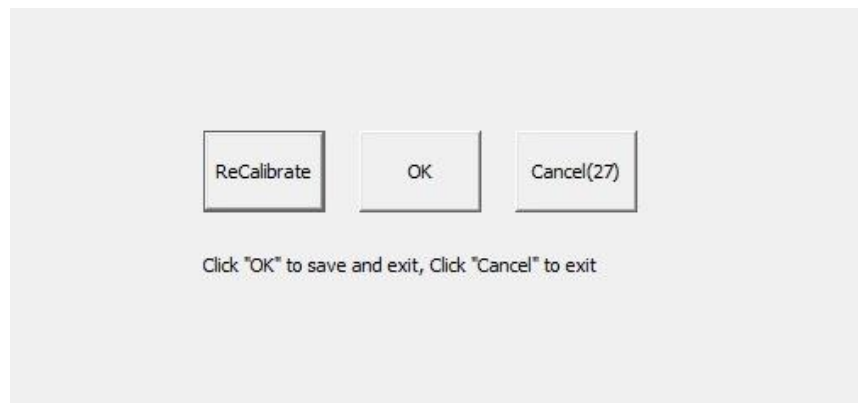 ReCalibrate OK Cancel(27)
Click "OK" to save and exit, Click "Cancel" to exit